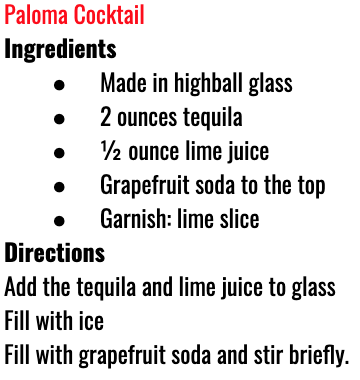 Paloma Cocktail
Ingredients
● Made in highball glass
● 2 ounces tequila
● ½ ounce lime juice
● Grapefruit soda to the top
● Garnish: lime slice
Directions
Add the tequila and lime juice to glass
Fill with ice
Fill with grapefruit soda and stir briefly.